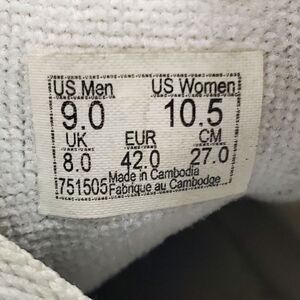 US Men US Women
9.0 10.5
UK EUR CM
8.0 42.0 27.0
751505 Made in Cambodia
Fabrique au Cambodge